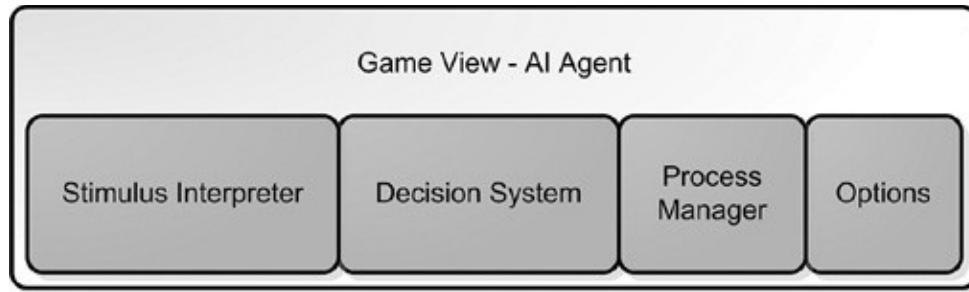 Game View - AI Agent
Stimulus Interpreter
Decision System
Process
Manager
Options